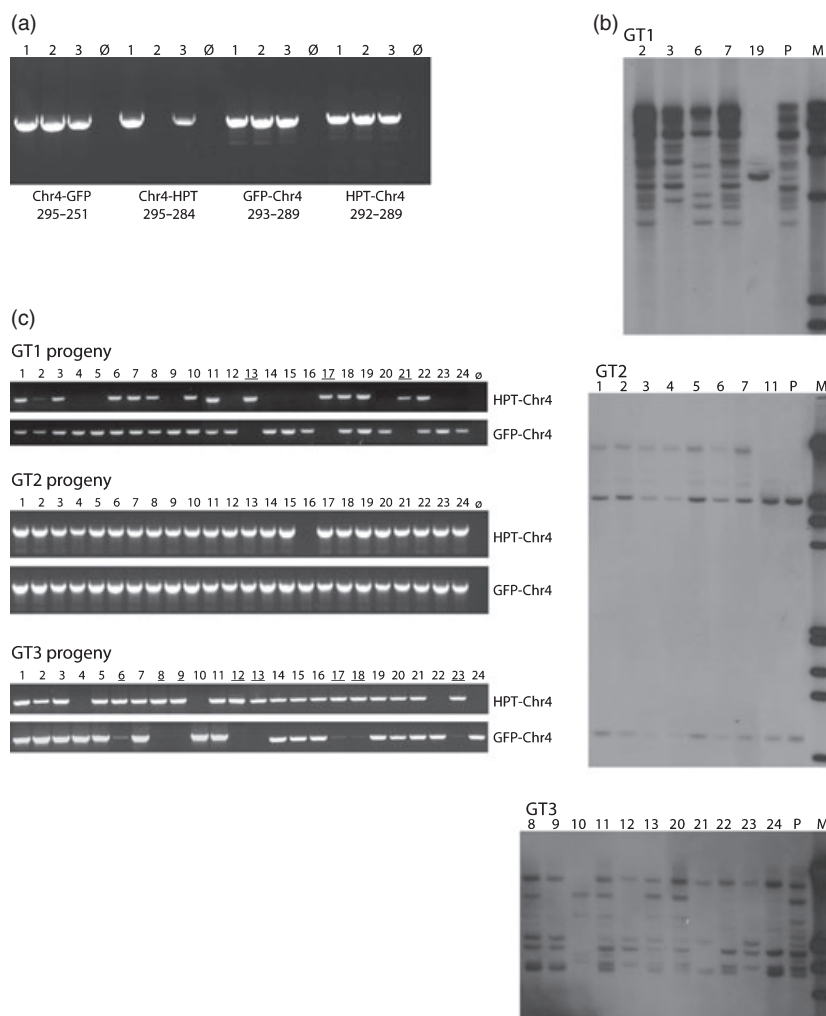 (a)
1 2 3 Ø 1 2 3 Ø 1 2 3 Ø 1 2 3 Ø
Chr4-GFP Chr4-HPT GFP-Chr4 HPT-Chr4
295–251 295–284 293–289 292–289
(b)
GT1
2 3 6 7 19 P M
GT2
1 2 3 4 5 6 7 11 P M
GT3
8 9 10 11 12 13 20 21 22 23 24 P M
(c)
GT1 progeny
1 2 3 4 5 6 7 8 9 10 11 12 13 14 15 16 17 18 19 20 21 22 23 24 ø
HPT-Chr4
GFP-Chr4
GT2 progeny
1 2 3 4 5 6 7 8 9 10 11 12 13 14 15 16 17 18 19 20 21 22 23 24 ø
HPT-Chr4
GFP-Chr4
GT3 progeny
1 2 3 4 5 6 7 8 9 10 11 12 13 14 15 16 17 18 19 20 21 22 23 24
HPT-Chr4
GFP-Chr4